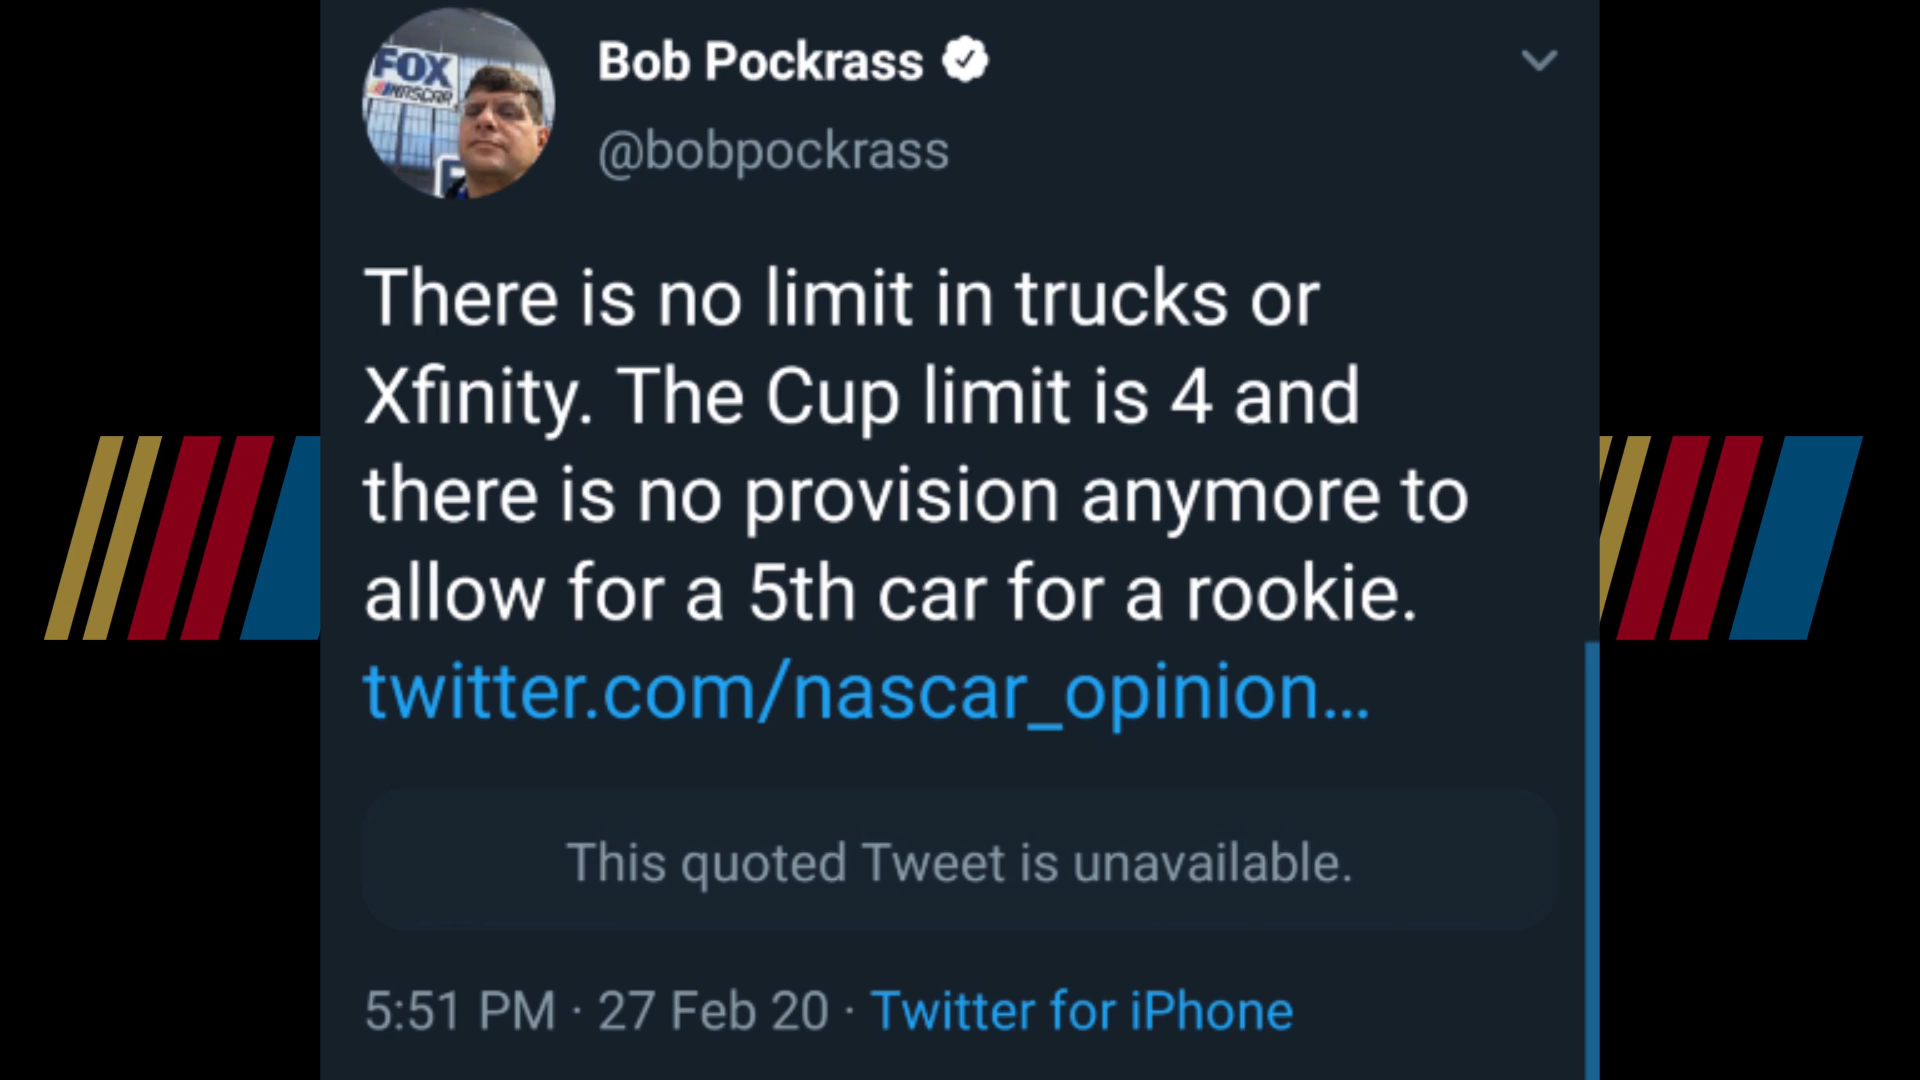 FOX
NASCAR
F
Bob Pockrass
@bobpockrass
There is no limit in trucks or
Xfinity. The Cup limit is 4 and
there is no provision anymore to
allow for a 5th car for a rookie.
twitter.com/nascar_opinion…
This quoted Tweet is unavailable.
5:51 PM · 27 Feb 20 · Twitter for iPhone